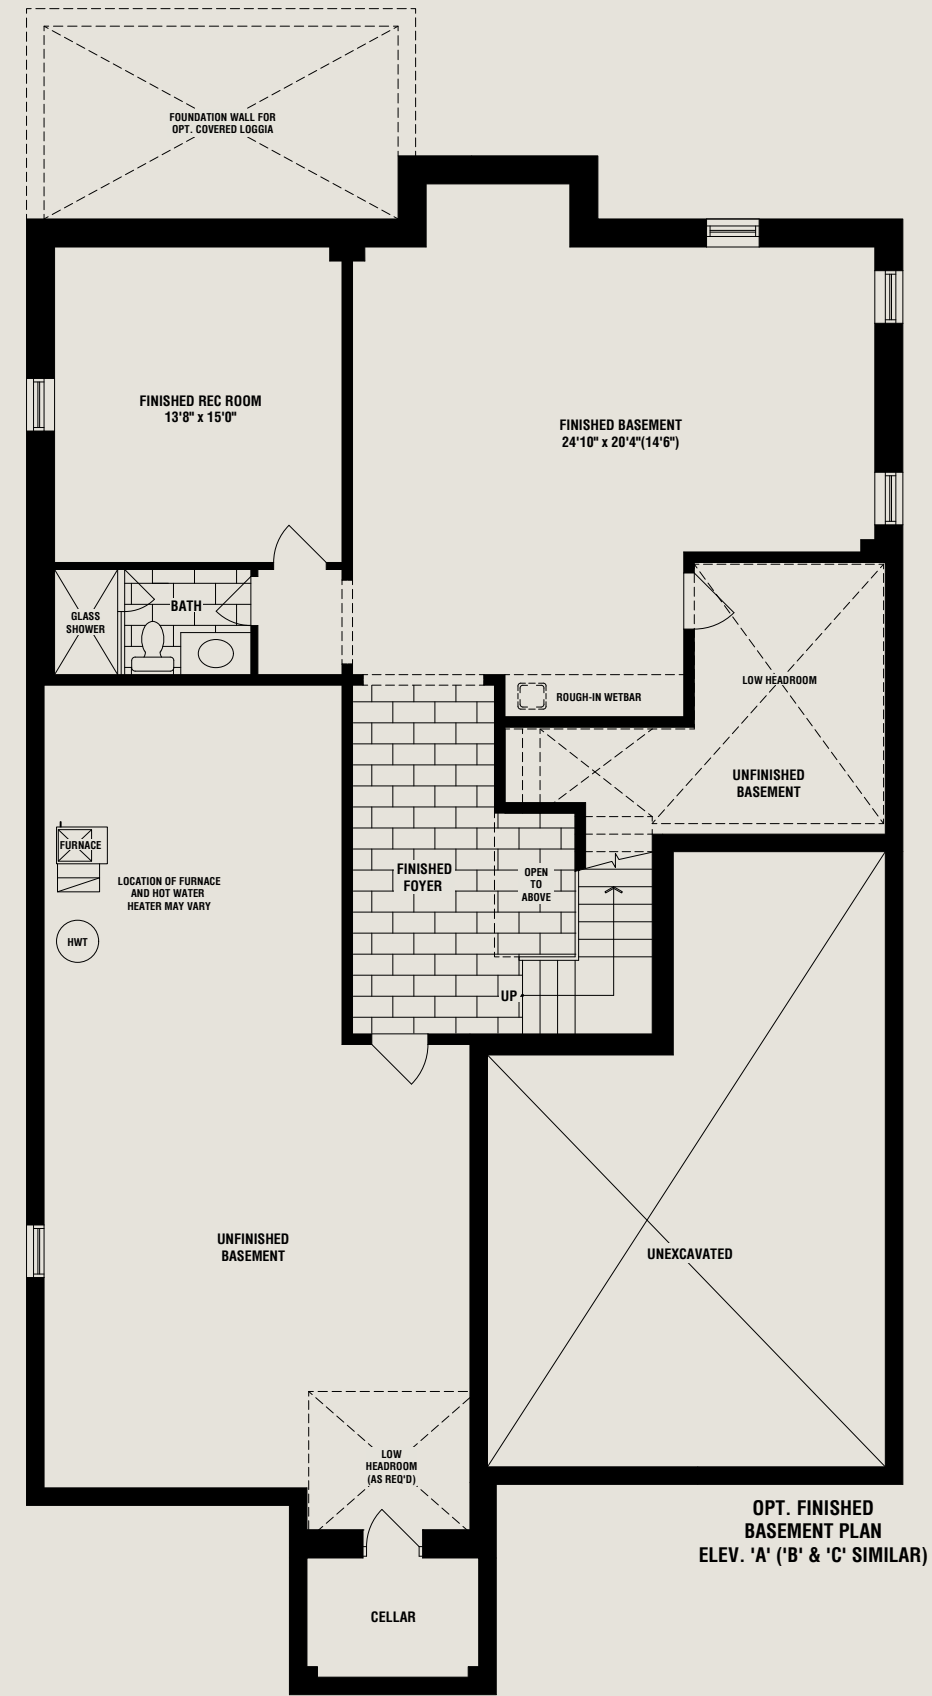 FOUNDATION WALL FOR
OPT. COVERED LOGGIA
FINISHED REC ROOM
13'8" x 15'0"
FINISHED BASEMENT
24'10" x 20'4"(14'6")
GLASS
SHOWER
BATH
LOW HEADROOM
ROUGH-IN WETBAR
UNFINISHED
BASEMENT
FURNACE
LOCATION OF FURNACE
AND HOT WATER
HEATER MAY VARY
HWT
FINISHED
FOYER
OPEN
TO
ABOVE
UP
UNFINISHED
BASEMENT
UNEXCAVATED
LOW
HEADROOM
(AS REQ'D)
CELLAR
OPT. FINISHED
BASEMENT PLAN
ELEV. 'A' ('B' & 'C' SIMILAR)